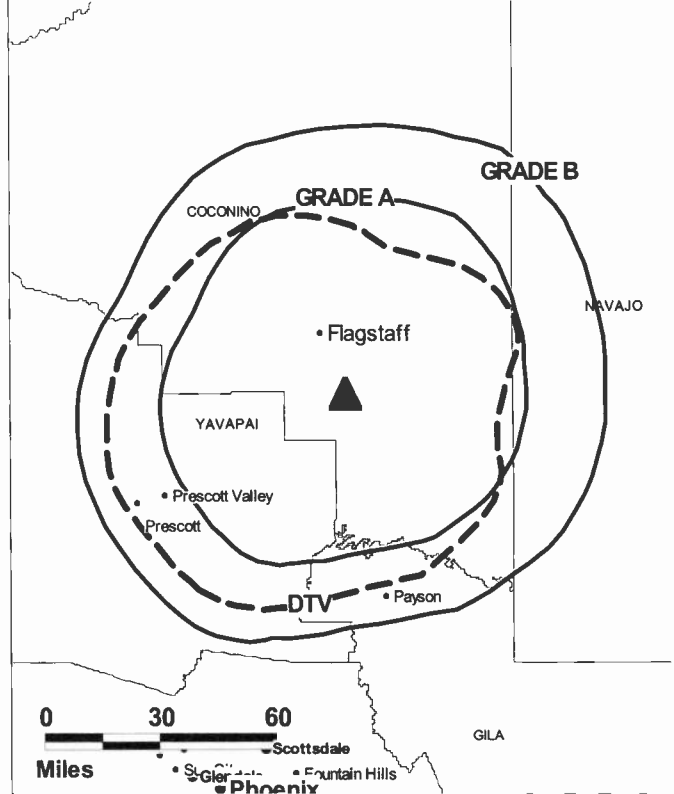 GRADE B
GRADE A
COCONINO
NAVAJO
Flagstaff
YAVAPAI
Prescott Valley
Prescott
DTV
Payson
0 30 60
GILA
Scottsdale
Miles
Glendale
Fountain Hills
Phoenix